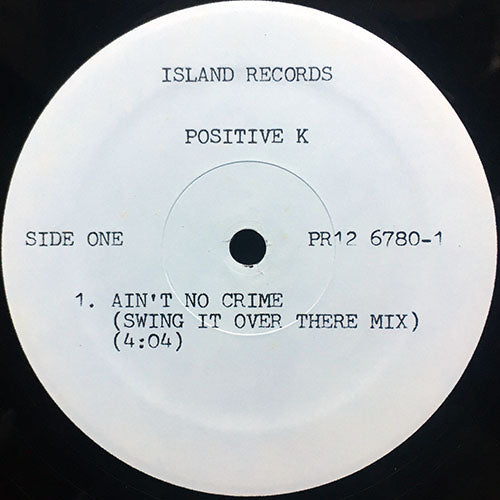 ISLAND RECORDS
POSITIVE K
SIDE ONE
PR12 6780-1
1. AIN'T NO CRIME
(SWING IT OVER THERE MIX)
(4:04)